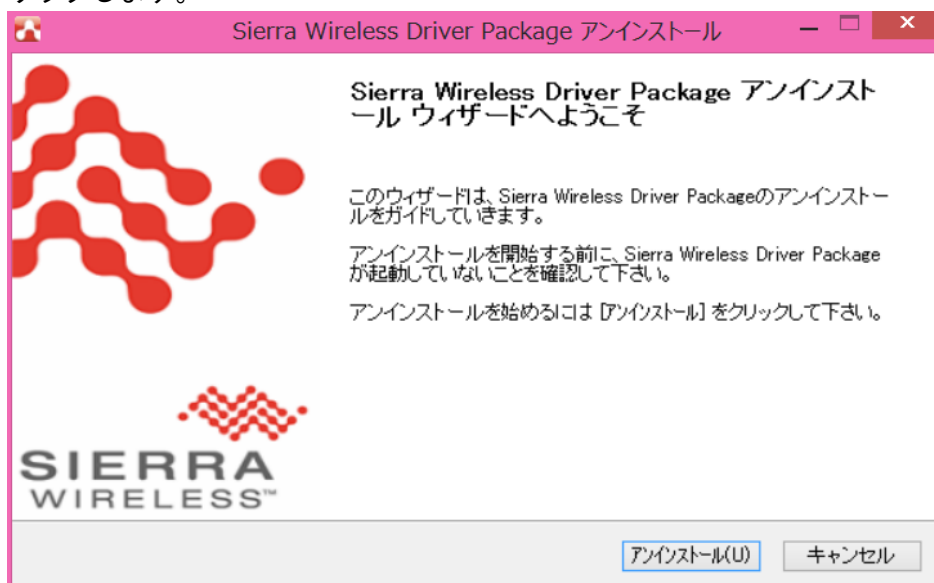 リックします。
Sierra Wireless Driver Package アンインストール
Sierra Wireless Driver Package アンインスト
ール ウィザードへようこそ
このウィザードは、Sierra Wireless Driver Packageのアンインストー
ルをガイドしていきます。
アンインストールを開始する前に、Sierra Wireless Driver Package
が起動していないことを確認して下さい。
アンインストールを始めるには [アンインストール] をクリックして下さい。
SIERRA
WIRELESS™
アンインストール(U)
キャンセル